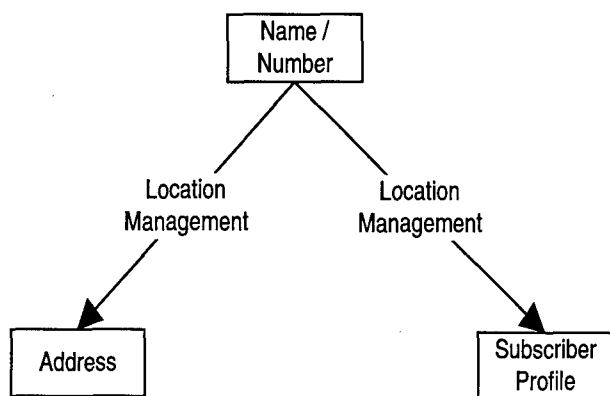 Name /
Number
Location
Management
Location
Management
Address
Subscriber
Profile